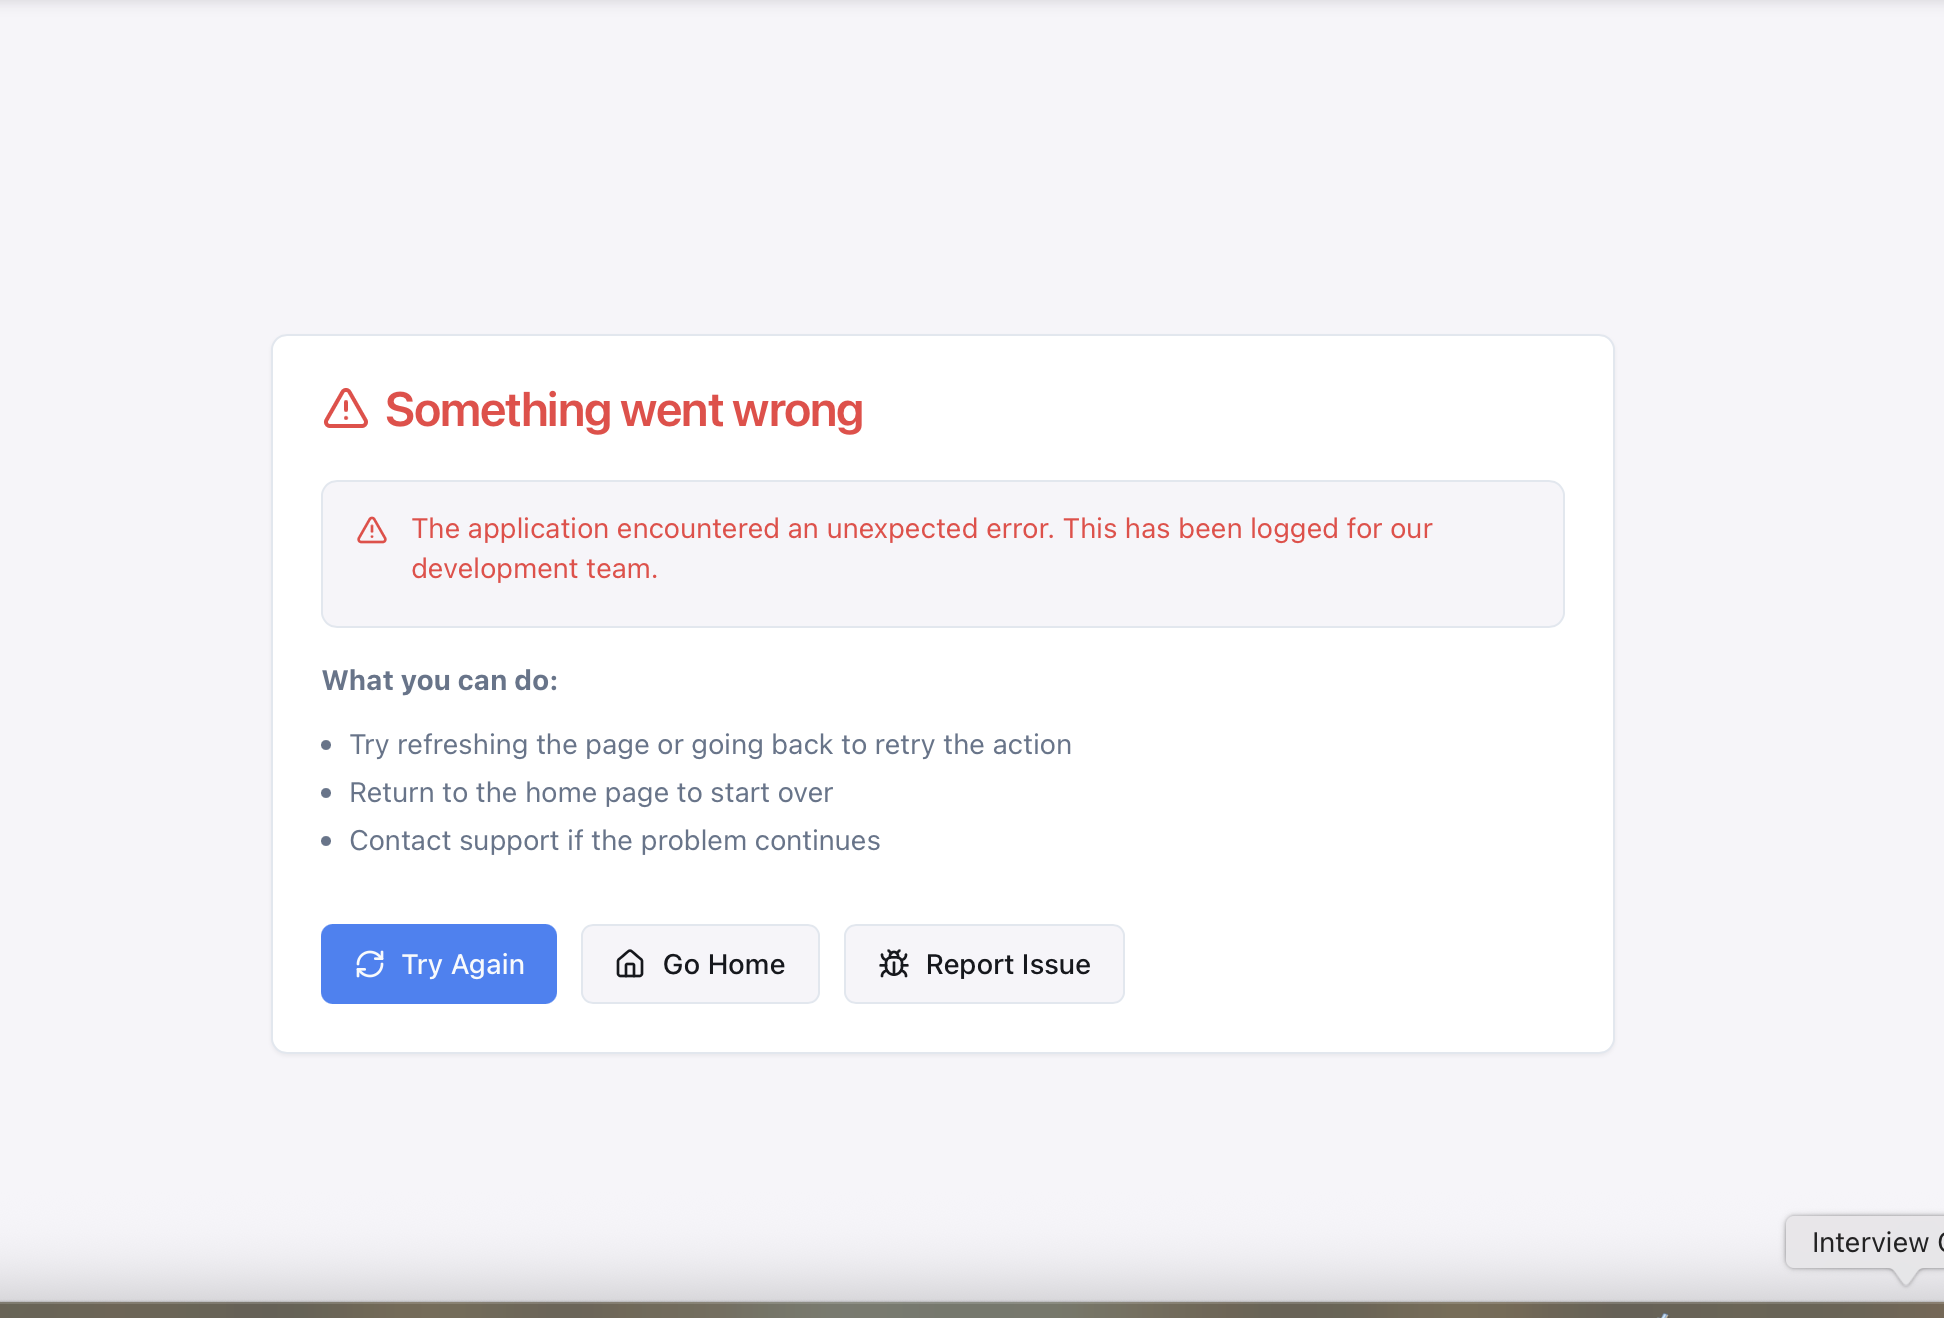 Something went wrong
The application encountered an unexpected error. This has been logged for our
development team.
What you can do:
Try refreshing the page or going back to retry the action
Return to the home page to start over
Contact support if the problem continues
Try Again
Go Home
Report Issue
Interview